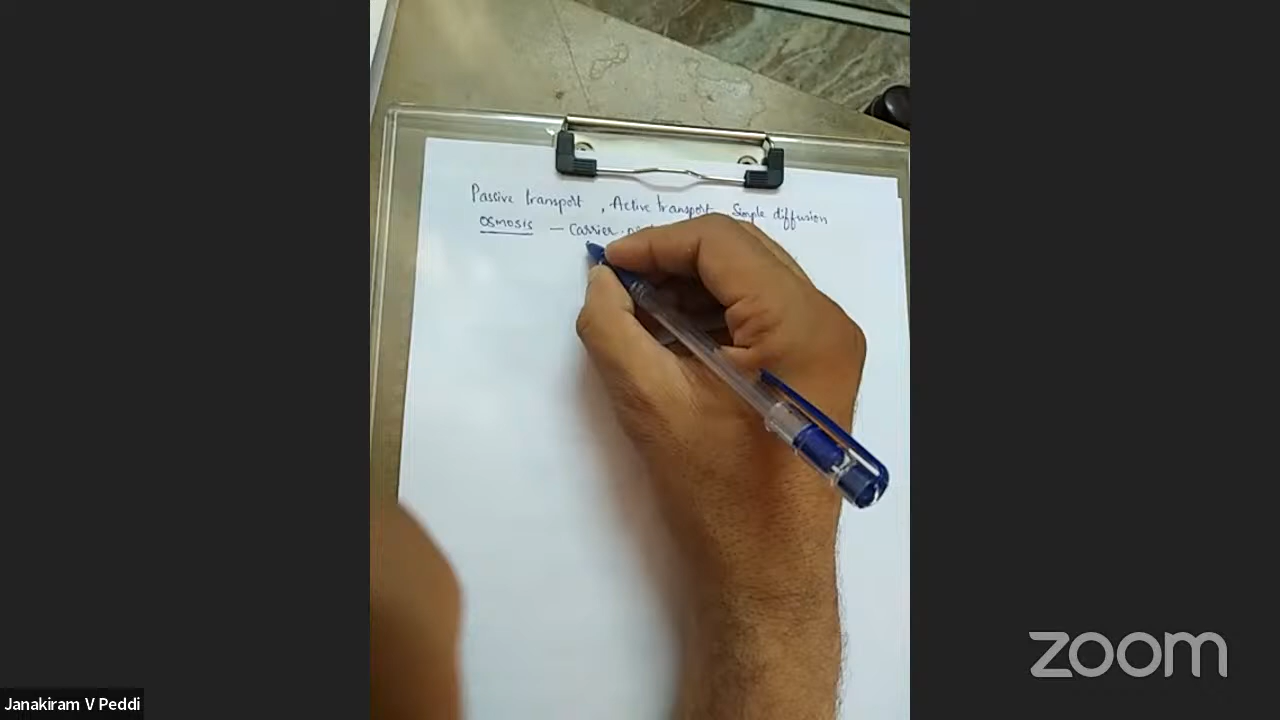 Passive transport , Active transport Simple diffusion
Osmosis — Carrier
zoom
Janakiram V Peddi